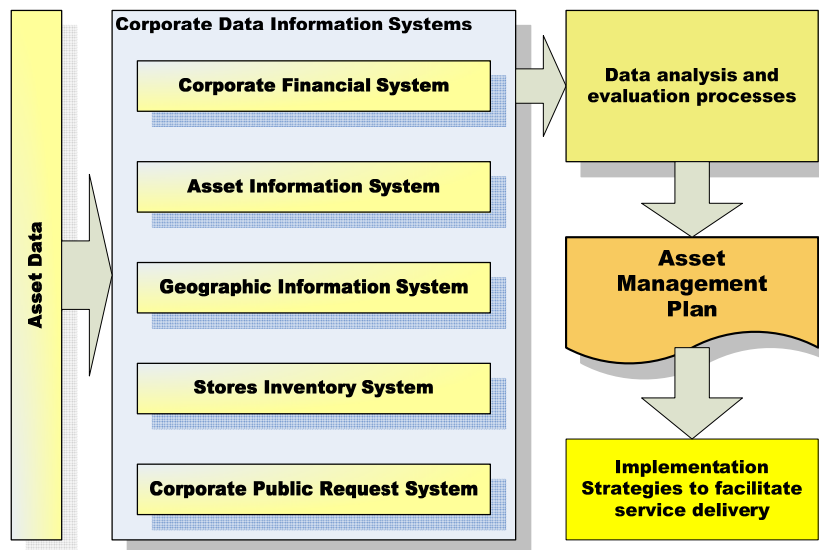 Asset Data
Corporate Data Information Systems
Corporate Financial System
Asset Information System
Geographic Information System
Stores Inventory System
Corporate Public Request System
Data analysis and
evaluation processes
Asset
Management
Plan
Implementation
Strategies to facilitate
service delivery